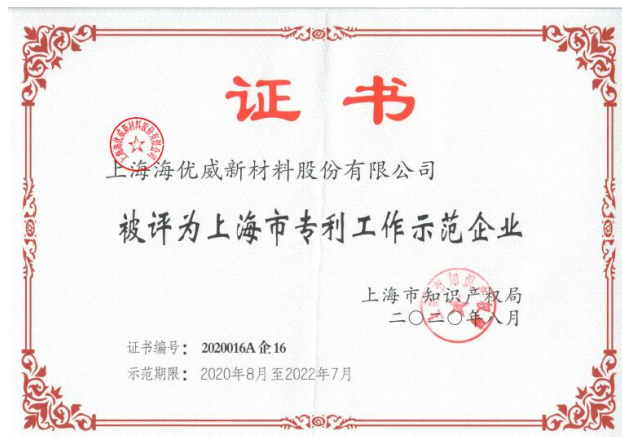 证书
上海海优威新材料股份有限公司
被评为上海市专利工作示范企业
上海市知识产权局
二〇二〇年八月
证书编号：2020016A企16
示范期限：2020年8月至2022年7月